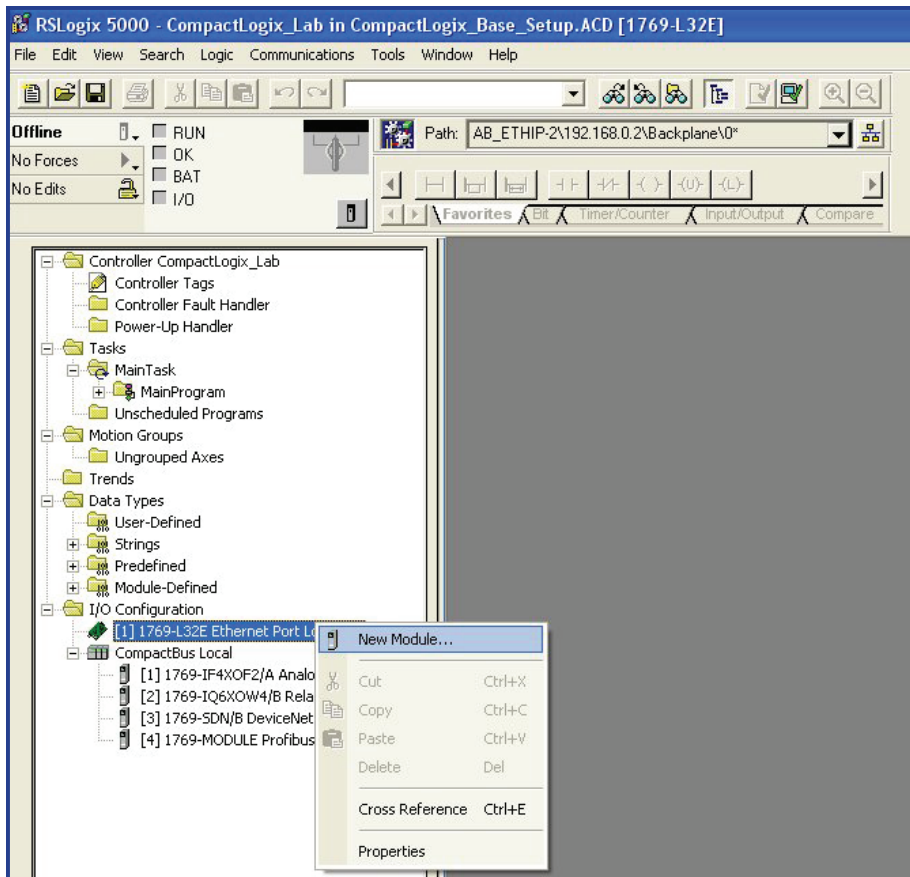 RSLogix 5000 - CompactLogix_Lab in CompactLogix_Base_Setup.ACD [1769-L32E]
File Edit View Search Logic Communications Tools Window Help
Offline
RUN
No Forces
OK
No Edits
BAT
I/O
Path: AB_ETHIP-2\192.168.0.2\Backplane\0*
Favorites Bit Timer/Counter Input/Output Compare
Controller CompactLogix_Lab
Controller Tags
Controller Fault Handler
Power-Up Handler
Tasks
MainTask
MainProgram
Unscheduled Programs
Motion Groups
Ungrouped Axes
Trends
Data Types
User-Defined
Strings
Predefined
Module-Defined
I/O Configuration
[1] 1769-L32E Ethernet Port Lo
CompactBus Local
[1] 1769-IF4XOF2/A Analo
[2] 1769-IQ6XOW4/B Rela
[3] 1769-SDN/B DeviceNet
[4] 1769-MODULE Profibus
New Module...
Cut Ctrl+X
Copy Ctrl+C
Paste Ctrl+V
Delete Del
Cross Reference Ctrl+E
Properties